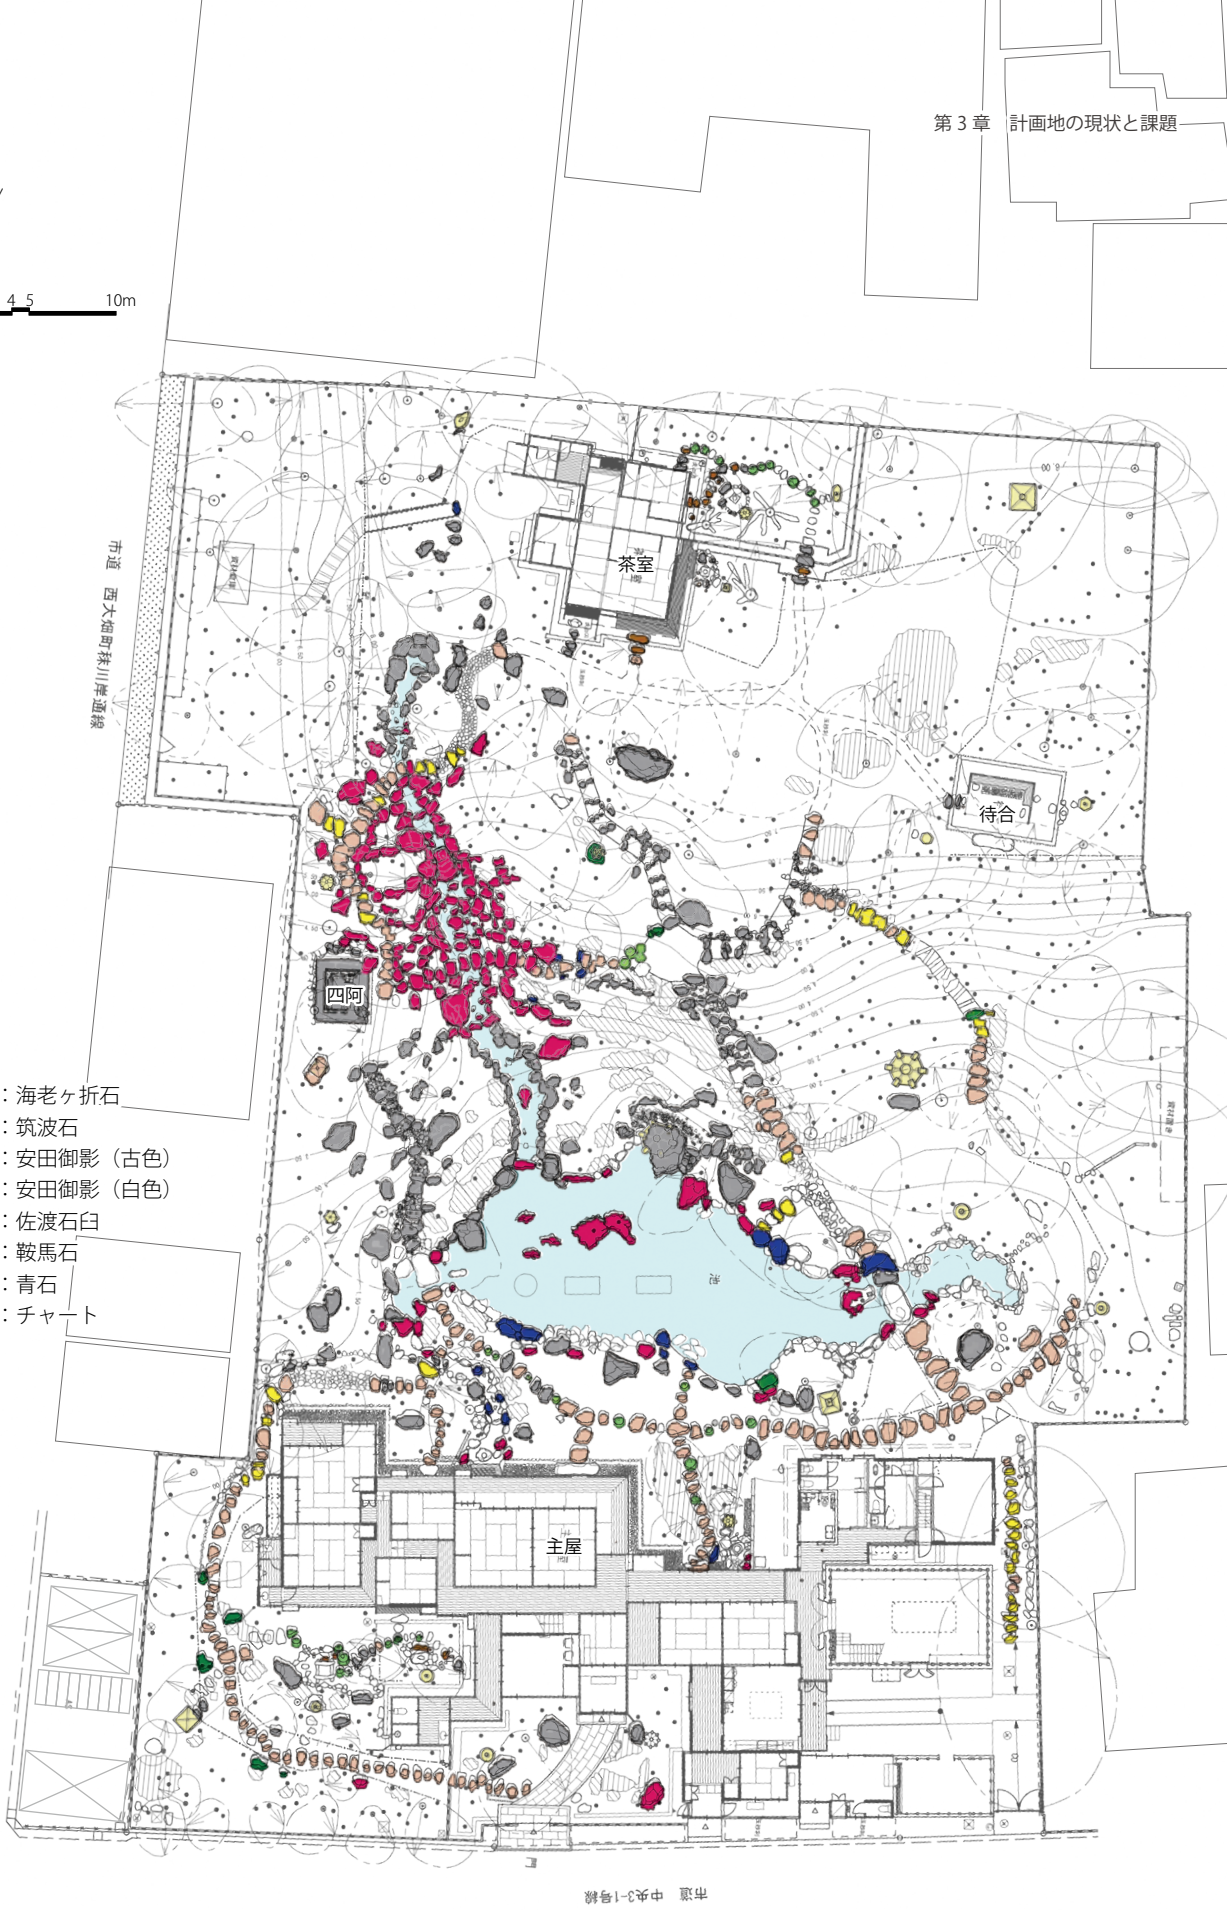 第 3 章　計画地の現状と課題
4 5 10m
茶室
市道　西大畑町秣川岸通線
待合
四阿
：海老ヶ折石
：筑波石
：安田御影（古色）
：安田御影（白色）
：佐渡石臼
：鞍馬石
：青石
：チャート
池
主屋
門
市道　中央3-1号線